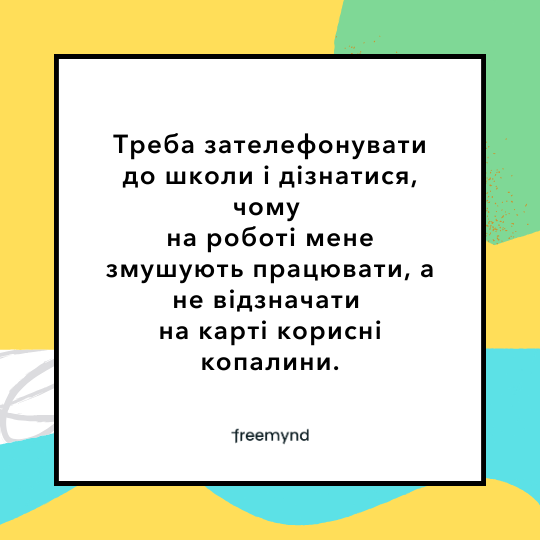 Треба зателефонувати
до школи і дізнатися,
чому
на роботі мене
змушують працювати, а
не відзначати
на карті корисні
копалини.
freemynd